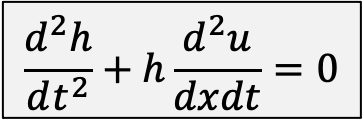 d²h/dt² + h d²u/dxdt = 0